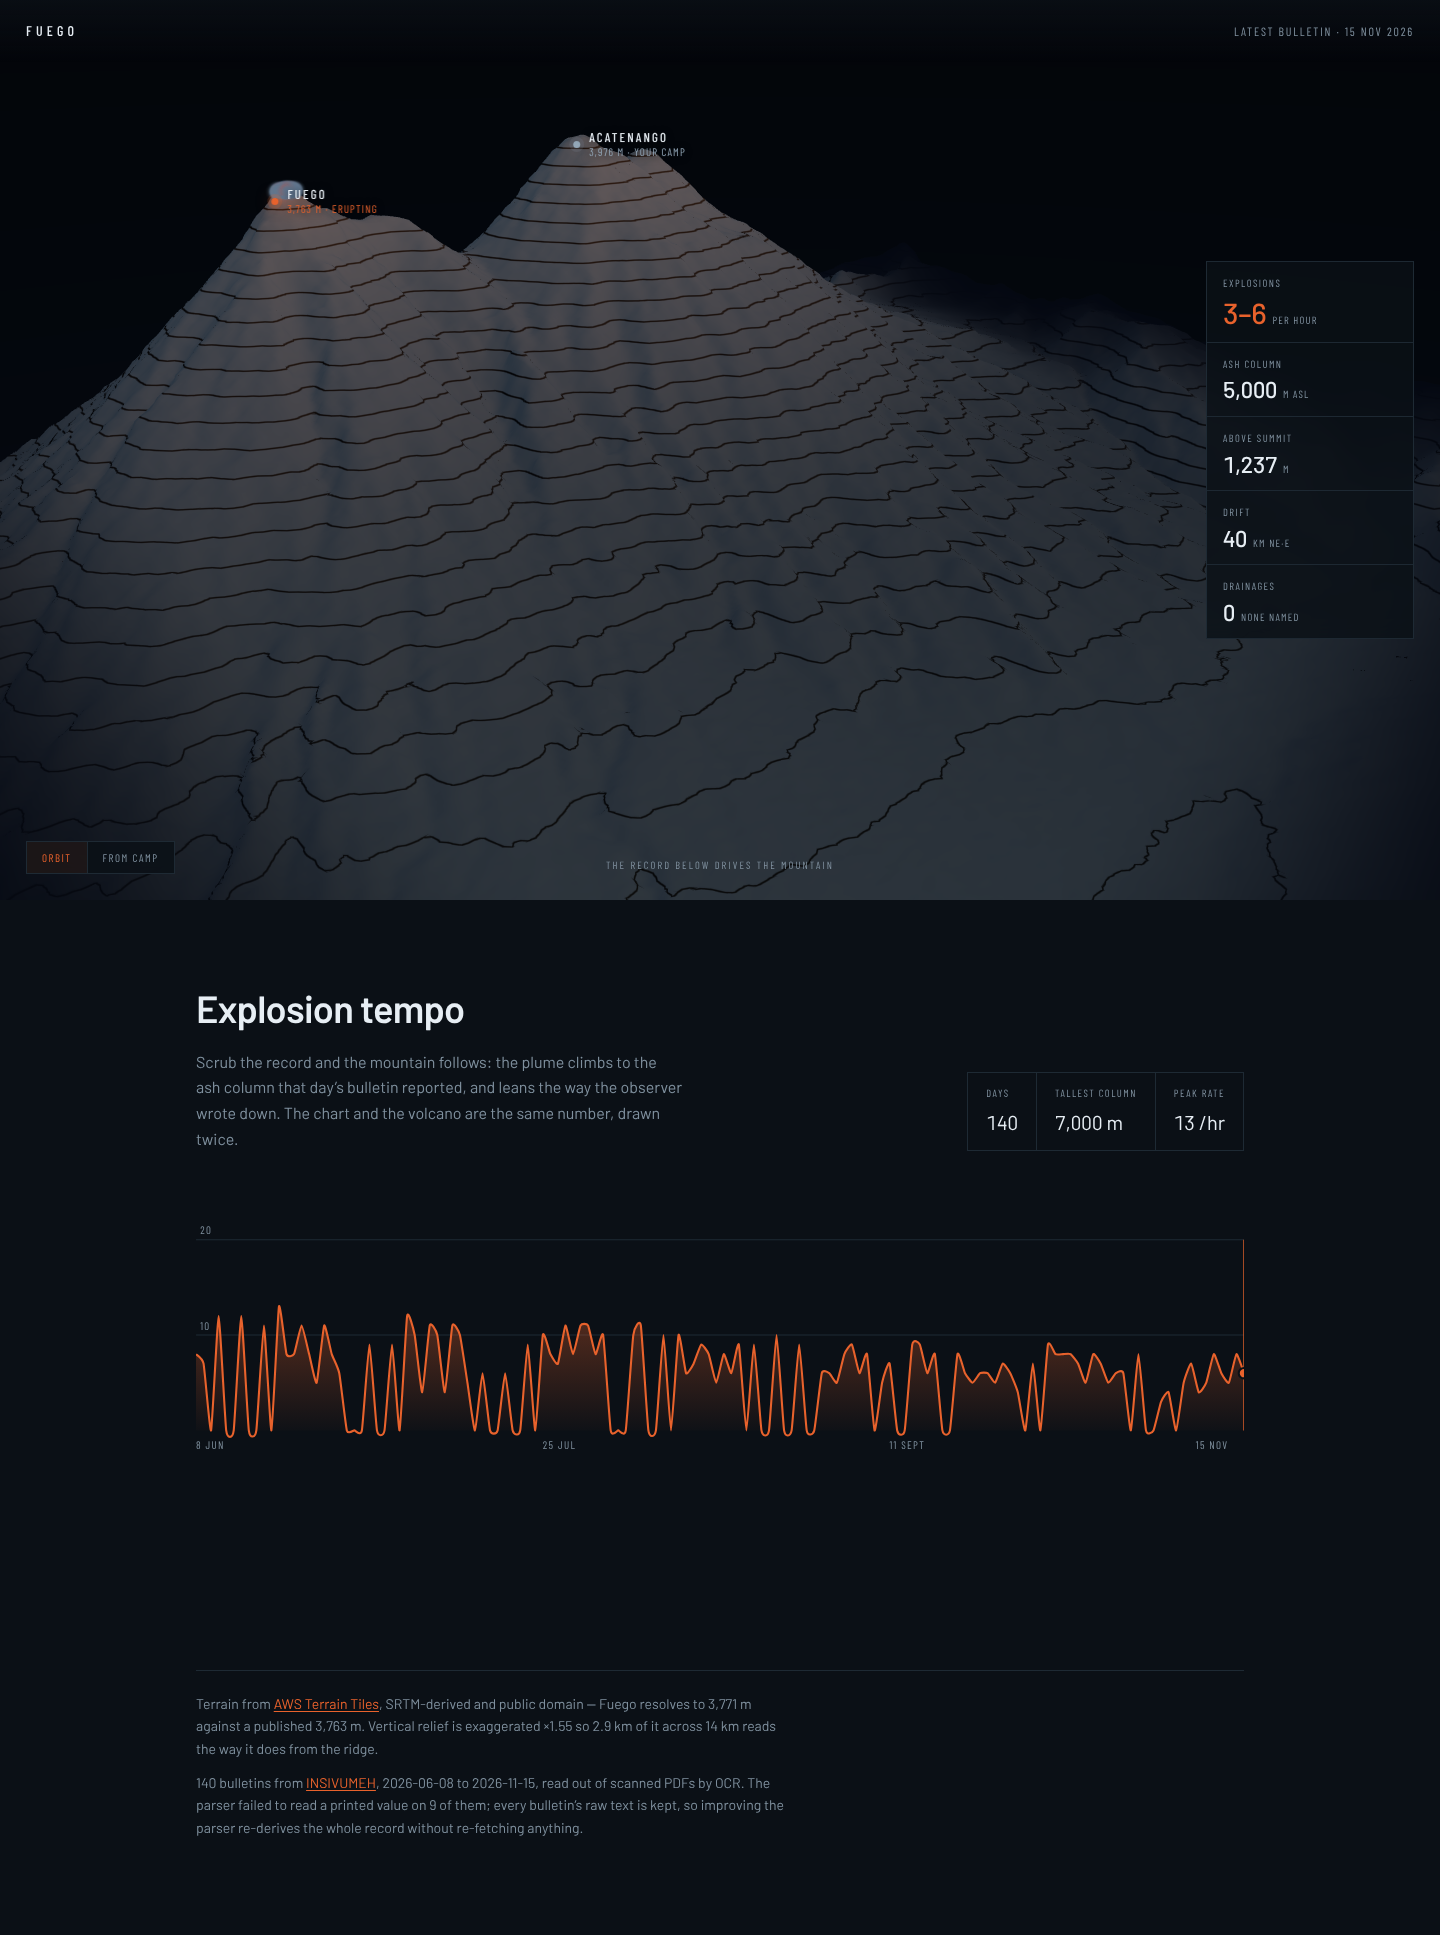 FUEGO
LATEST BULLETIN · 15 NOV 2026
ACATENANGO
3,976 M · YOUR CAMP
FUEGO
3,763 M · ERUPTING
EXPLOSIONS
3–6 PER HOUR
ASH COLUMN
5,000 M ASL
ABOVE SUMMIT
1,237 M
DRIFT
40 KM NE-E
DRAINAGES
0 NONE NAMED
ORBIT
FROM CAMP
THE RECORD BELOW DRIVES THE MOUNTAIN
Explosion tempo
Scrub the record and the mountain follows: the plume climbs to the
ash column that day’s bulletin reported, and leans the way the observer
wrote down. The chart and the volcano are the same number, drawn
twice.
DAYS
140
TALLEST COLUMN
7,000 m
PEAK RATE
13 /hr
20
10
8 JUN
25 JUL
11 SEPT
15 NOV
Terrain from AWS Terrain Tiles, SRTM-derived and public domain — Fuego resolves to 3,771 m
against a published 3,763 m. Vertical relief is exaggerated ×1.55 so 2.9 km of it across 14 km reads
the way it does from the ridge.
140 bulletins from INSIVUMEH, 2026-06-08 to 2026-11-15, read out of scanned PDFs by OCR. The
parser failed to read a printed value on 9 of them; every bulletin’s raw text is kept, so improving the
parser re-derives the whole record without re-fetching anything.